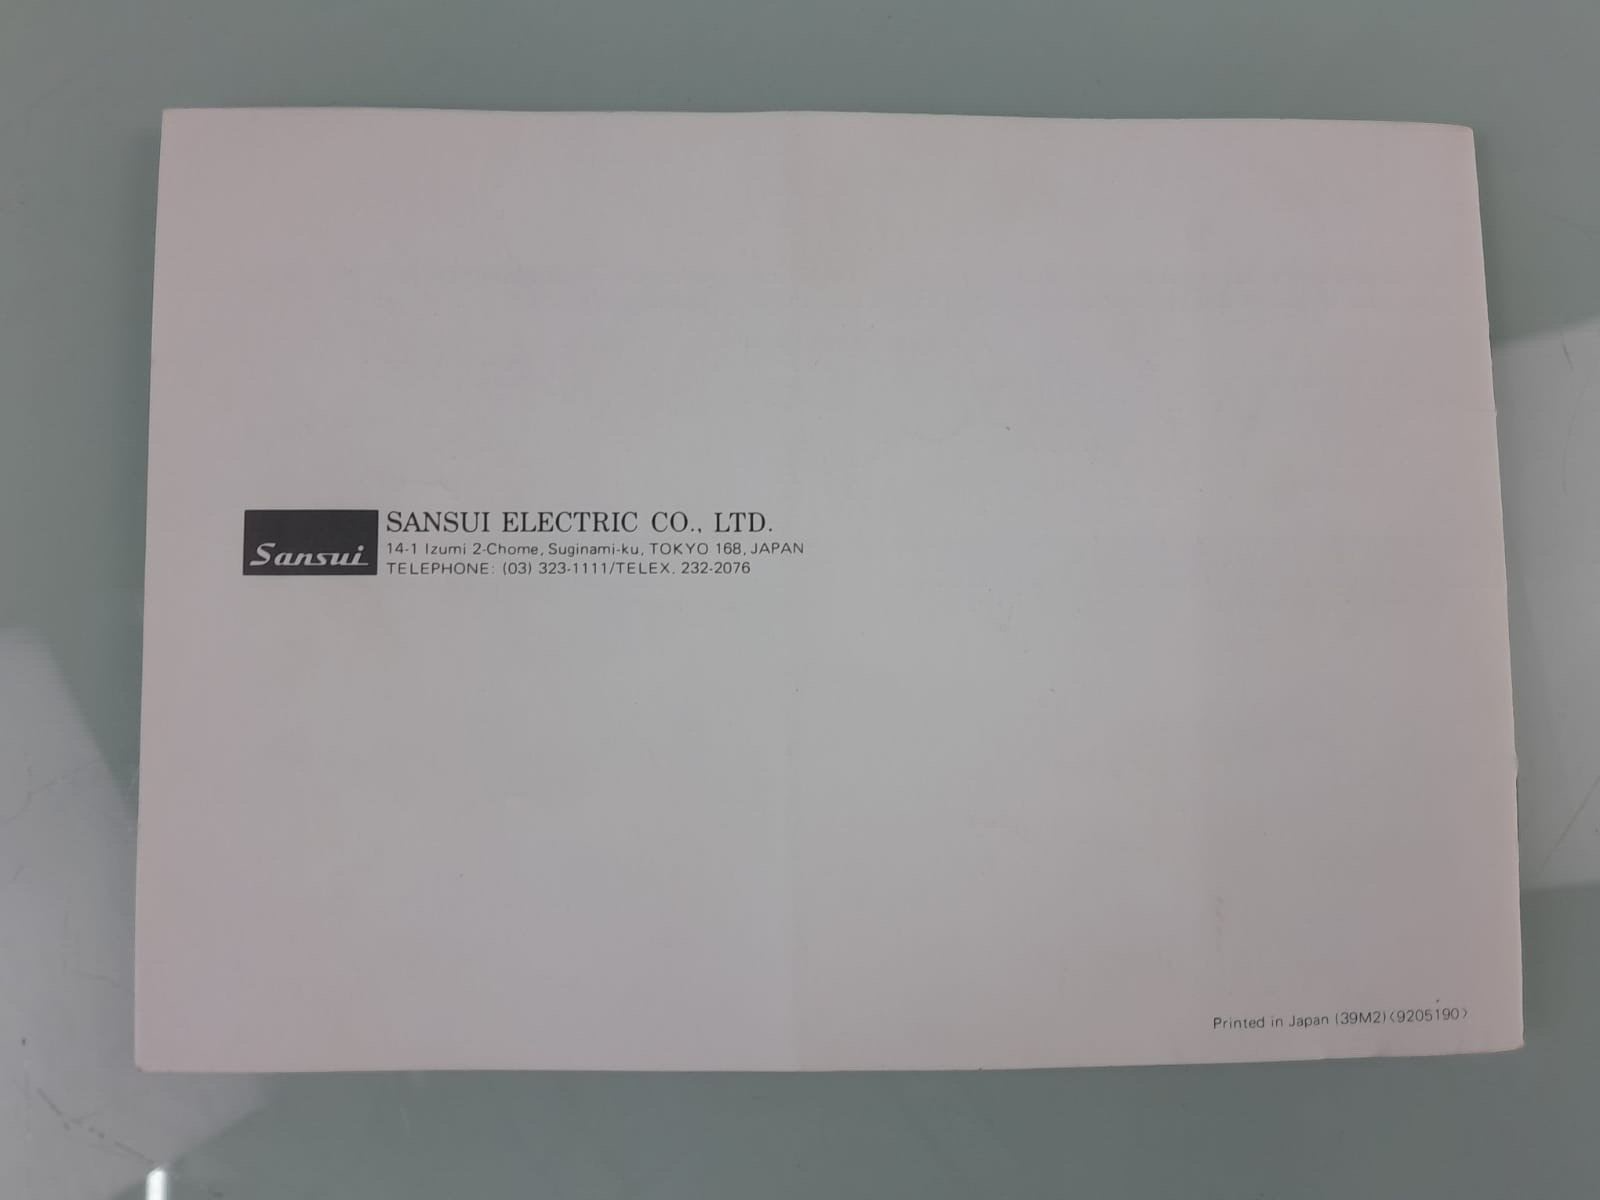 Sansui
SANSUI ELECTRIC CO., LTD.
14-1 Izumi 2-Chome, Suginami-ku, TOKYO 168, JAPAN
TELEPHONE: (03) 323-1111/TELEX. 232-2076
Printed in Japan (39M2)〈9205190〉